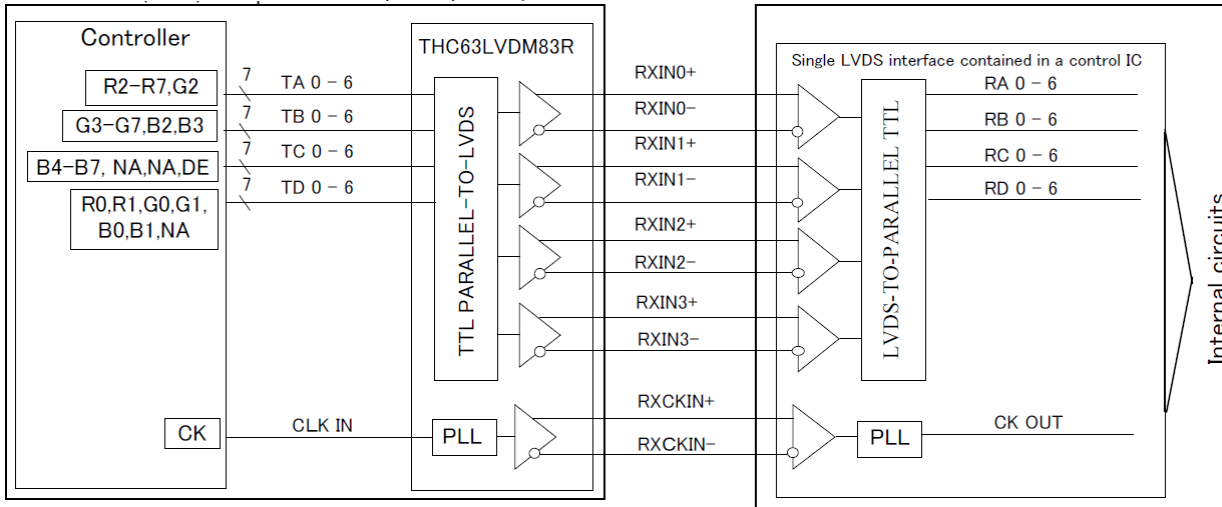 Controller
R2-R7,G2
G3-G7,B2,B3
B4-B7, NA,NA,DE
R0,R1,G0,G1,
B0,B1,NA
CK
7
TA 0 - 6
7
TB 0 - 6
7
TC 0 - 6
7
TD 0 - 6
CLK IN
THC63LVDM83R
TTL PARALLEL-TO-LVDS
PLL
RXIN0+
RXIN0-
RXIN1+
RXIN1-
RXIN2+
RXIN2-
RXIN3+
RXIN3-
RXCKIN+
RXCKIN-
Single LVDS interface contained in a control IC
LVDS-TO-PARALLEL TTL
PLL
RA 0 - 6
RB 0 - 6
RC 0 - 6
RD 0 - 6
CK OUT
Internal circuits